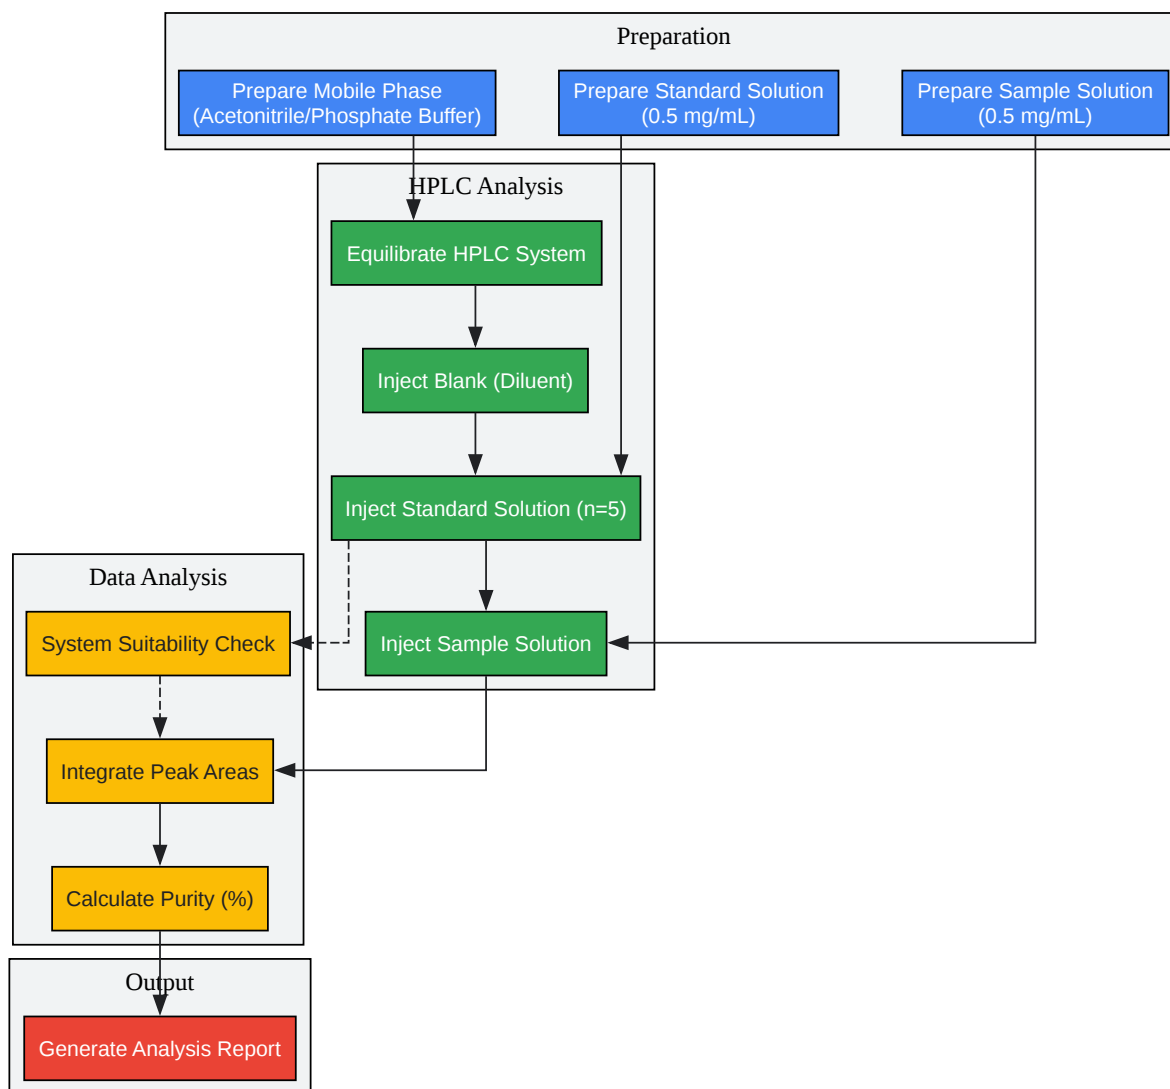 Preparation
Prepare Mobile Phase
(Acetonitrile/Phosphate Buffer)
Prepare Standard Solution
(0.5 mg/mL)
Prepare Sample Solution
(0.5 mg/mL)
HPLC Analysis
Equilibrate HPLC System
Inject Blank (Diluent)
Inject Standard Solution (n=5)
Inject Sample Solution
Data Analysis
System Suitability Check
Integrate Peak Areas
Calculate Purity (%)
Output
Generate Analysis Report